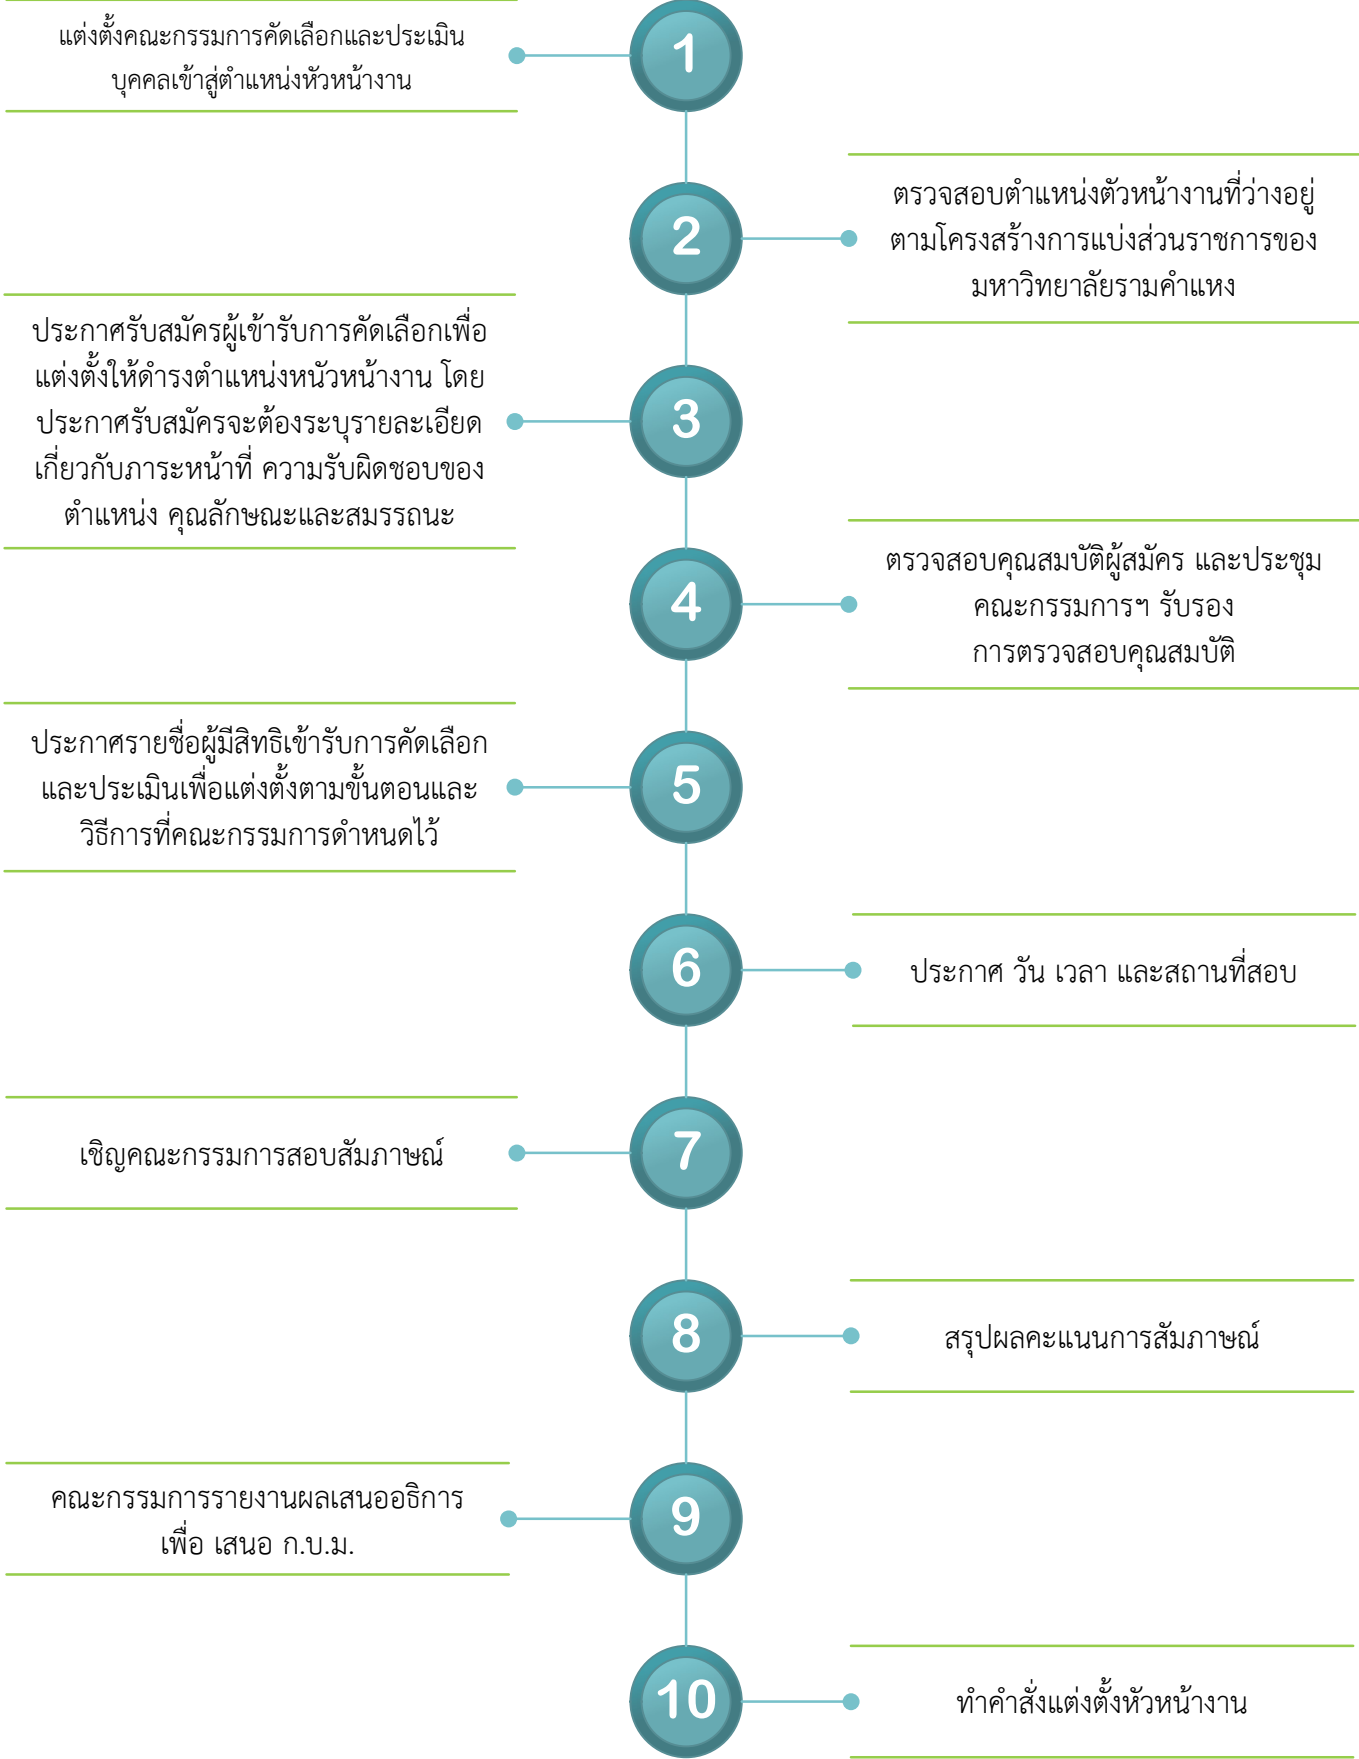 แต่งตั้งคณะกรรมการคัดเลือกและประเมิน
บุคคลเข้าสู่ตำแหน่งหัวหน้างาน
1
2
ตรวจสอบตำแหน่งตัวหน้างานที่ว่างอยู่
ตามโครงสร้างการแบ่งส่วนราชการของ
มหาวิทยาลัยรามคำแหง
ประกาศรับสมัครผู้เข้ารับการคัดเลือกเพื่อ
แต่งตั้งให้ดำรงตำแหน่งหนัวหน้างาน โดย
ประกาศรับสมัครจะต้องระบุรายละเอียด
เกี่ยวกับภาระหน้าที่ ความรับผิดชอบของ
ตำแหน่ง คุณลักษณะและสมรรถนะ
3
4
ตรวจสอบคุณสมบัติผู้สมัคร และประชุม
คณะกรรมการฯ รับรอง
การตรวจสอบคุณสมบัติ
ประกาศรายชื่อผู้มีสิทธิเข้ารับการคัดเลือก
และประเมินเพื่อแต่งตั้งตามขั้นตอนและ
วิธีการที่คณะกรรมการดำหนดไว้
5
6
ประกาศ วัน เวลา และสถานที่สอบ
เชิญคณะกรรมการสอบสัมภาษณ์
7
8
สรุปผลคะแนนการสัมภาษณ์
คณะกรรมการรายงานผลเสนออธิการ
เพื่อ เสนอ ก.บ.ม.
9
10
ทำคำสั่งแต่งตั้งหัวหน้างาน